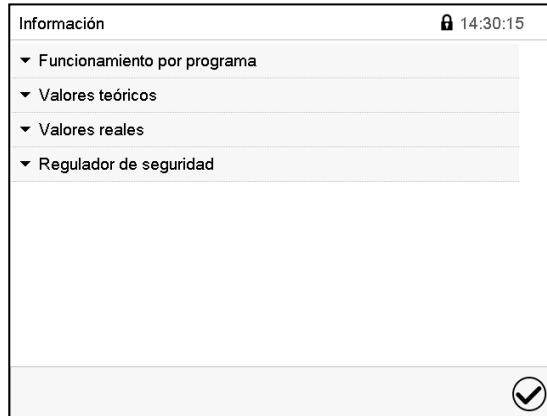 Información 14:30:15
Funcionamiento por programa
Valores teóricos
Valores reales
Regulador de seguridad